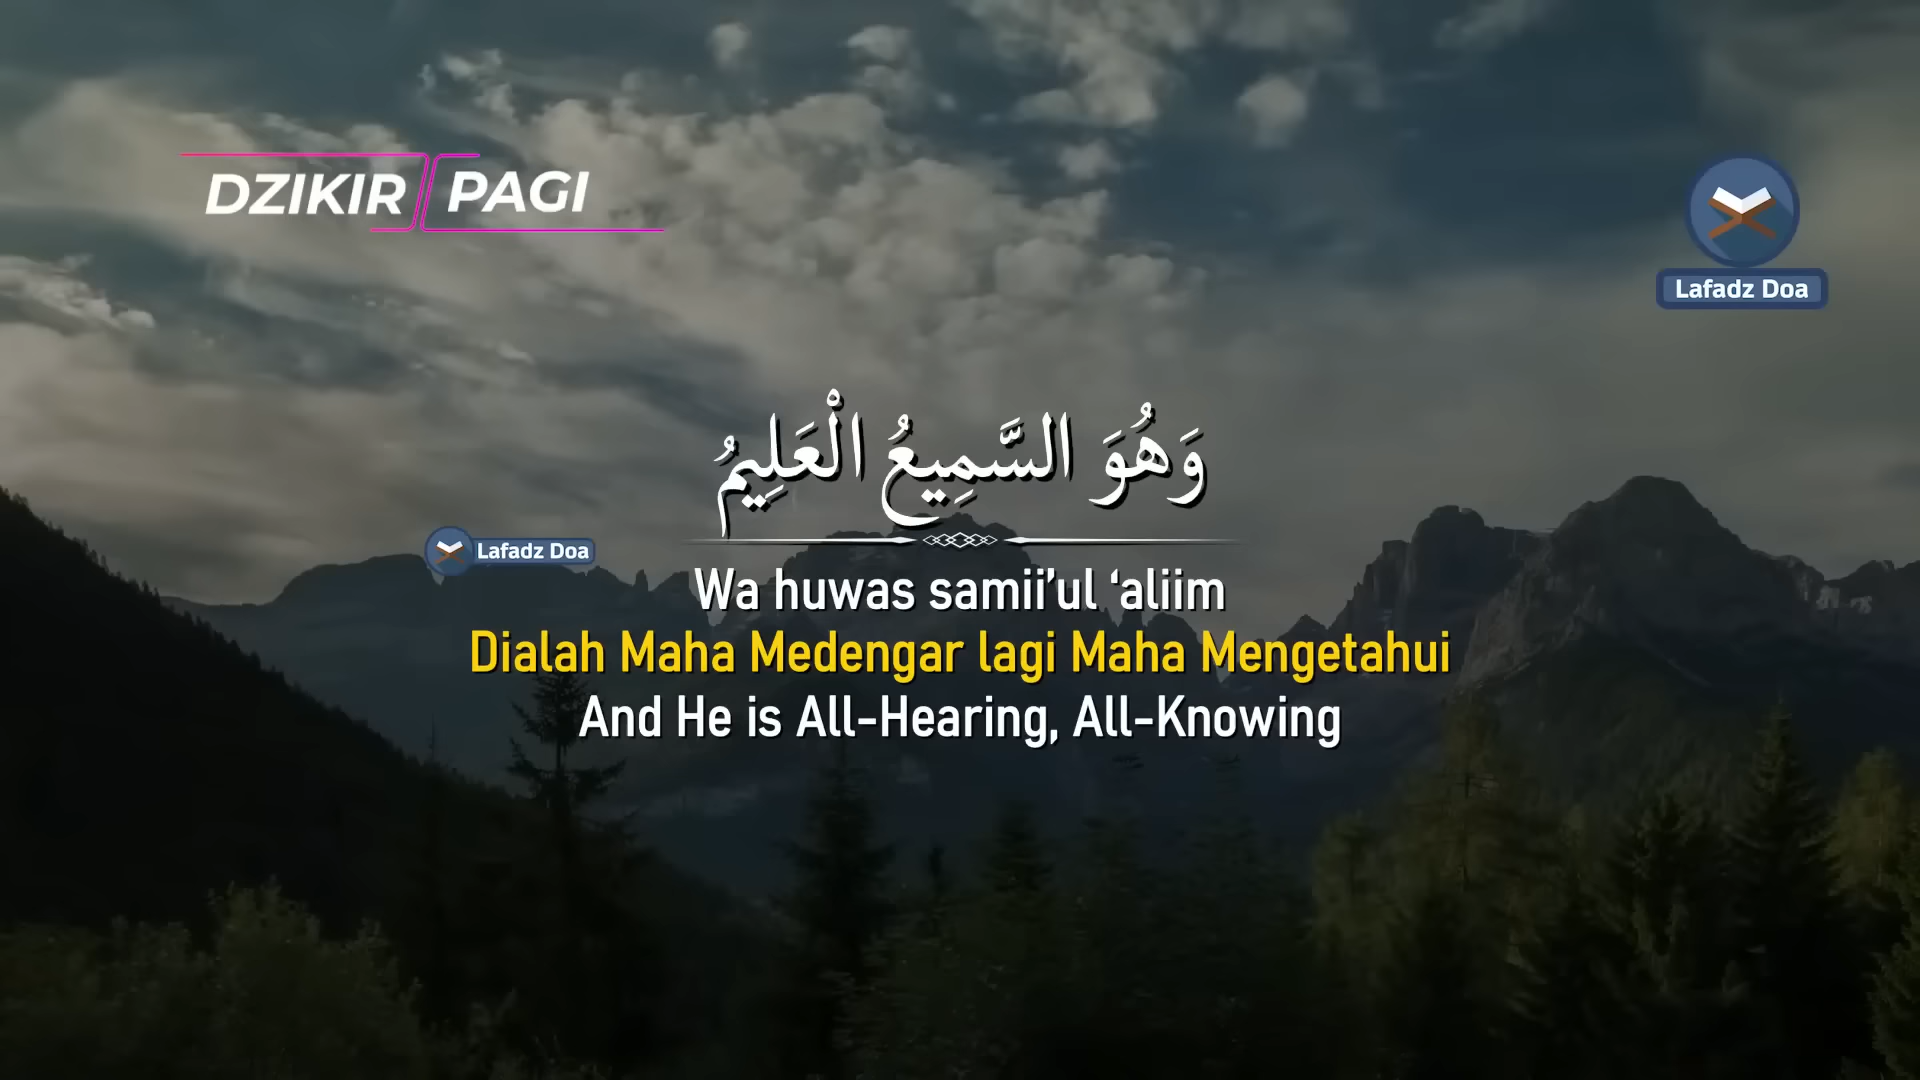 DZIKIR PAGI
Lafadz Doa
وَهُوَ السَّمِيعُ الْعَلِيمُ
Lafadz Doa
Wa huwas samii’ul ‘aliim
Dialah Maha Medengar lagi Maha Mengetahui
And He is All-Hearing, All-Knowing